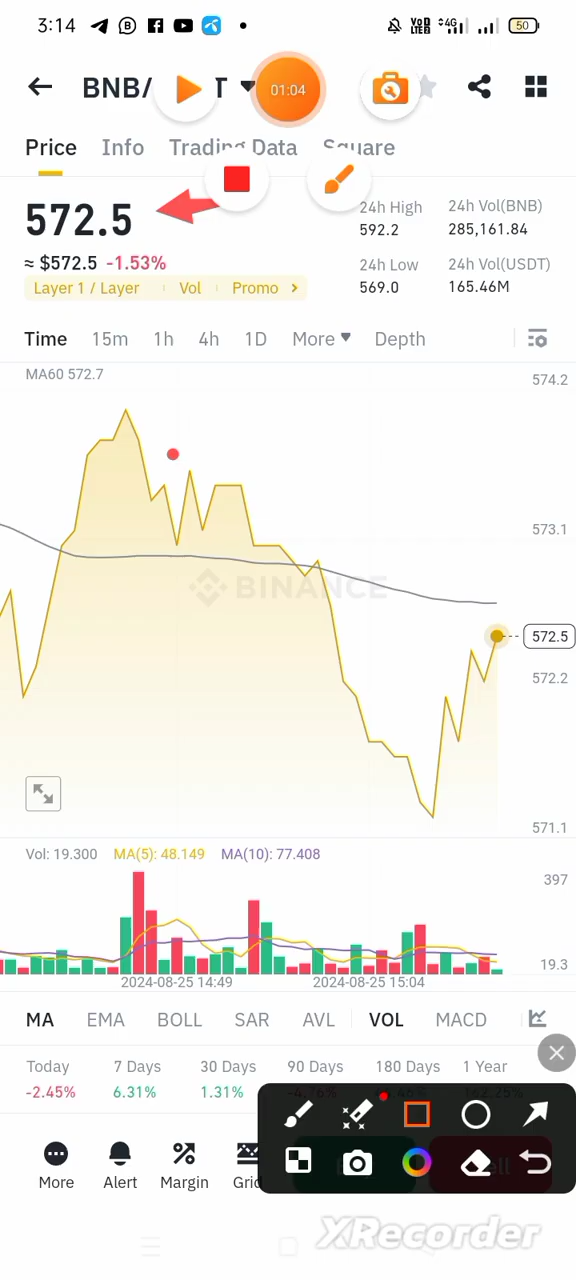 3:14
VoD LTE2 4G 50
BNB/ T 01:04
Price Info Trading Data Square
572.5
≈ $572.5 -1.53%
24h High
592.2
24h Vol(BNB)
285,161.84
24h Low
569.0
24h Vol(USDT)
165.46M
Layer 1 / Layer Vol Promo
Time 15m 1h 4h 1D More Depth
MA60 572.7
574.2
573.1
BINANCE
572.5
572.2
571.1
Vol: 19.300 MA(5): 48.149 MA(10): 77.408
397
19.3
2024-08-25 14:49 2024-08-25 15:04
MA EMA BOLL SAR AVL VOL MACD
Today 7 Days 30 Days 90 Days 180 Days 1 Year
-2.45% 6.31% 1.31%
More Alert Margin Grid
XRecorder